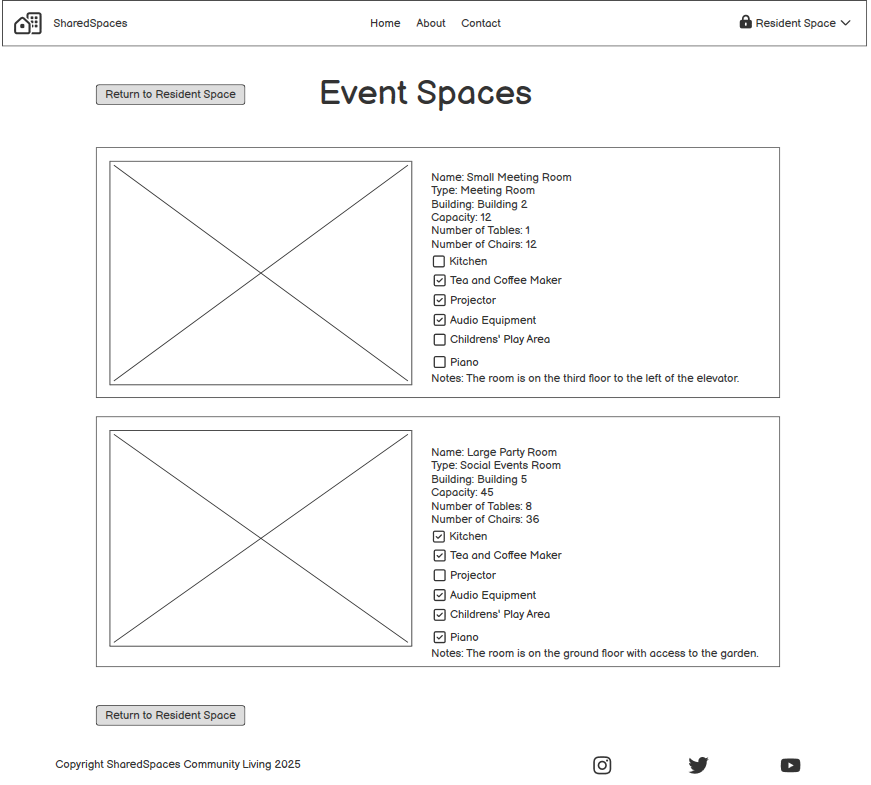 SharedSpaces
Home About Contact
Resident Space
Return to Resident Space
Event Spaces
Name: Small Meeting Room
Type: Meeting Room
Building: Building 2
Capacity: 12
Number of Tables: 1
Number of Chairs: 12
Kitchen
Tea and Coffee Maker
Projector
Audio Equipment
Childrens' Play Area
Piano
Notes: The room is on the third floor to the left of the elevator.
Name: Large Party Room
Type: Social Events Room
Building: Building 5
Capacity: 45
Number of Tables: 8
Number of Chairs: 36
Kitchen
Tea and Coffee Maker
Projector
Audio Equipment
Childrens' Play Area
Piano
Notes: The room is on the ground floor with access to the garden.
Return to Resident Space
Copyright SharedSpaces Community Living 2025